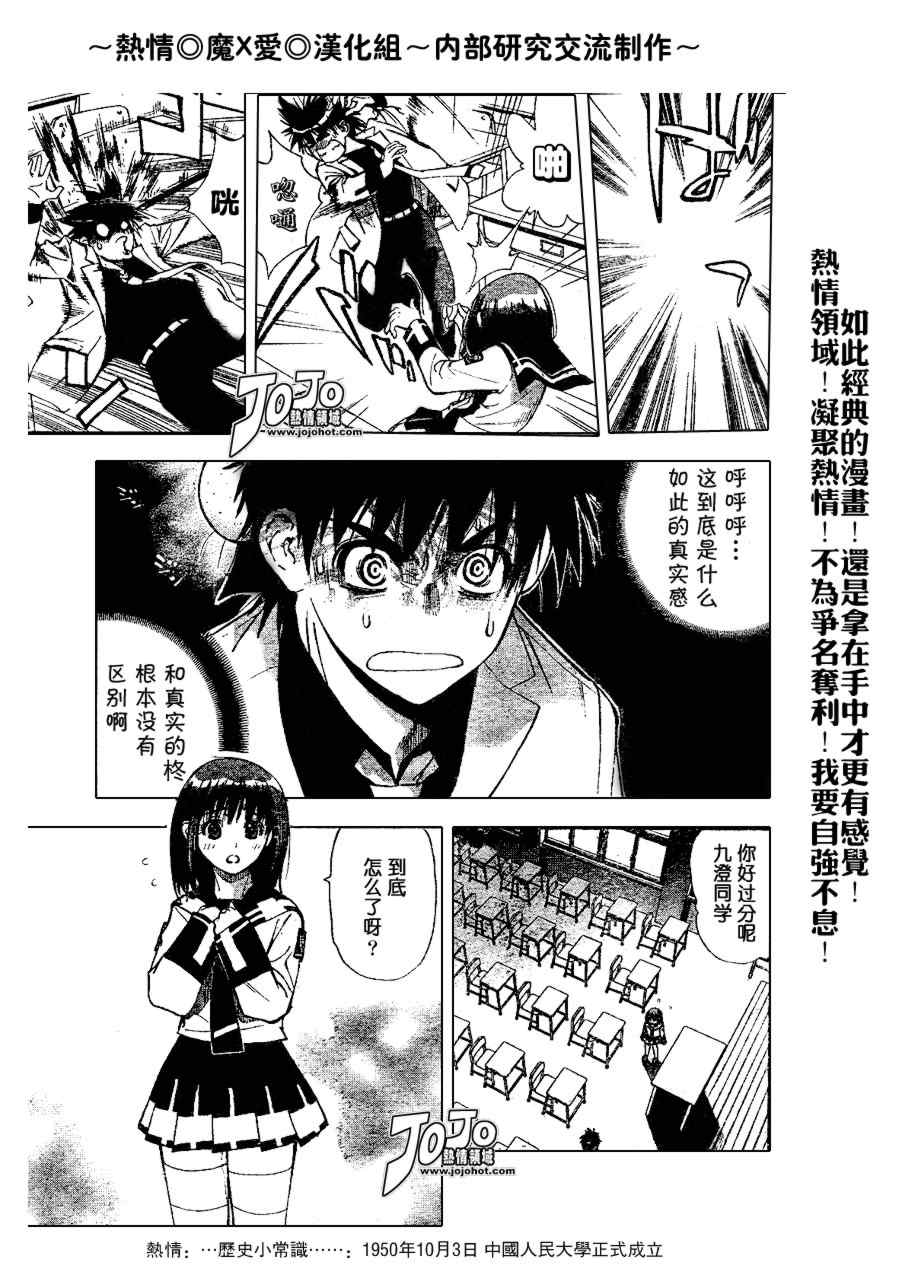 ～熱情◎魔X愛◎漢化組～内部研究交流制作～
如此經典的漫畫！還是拿在手中才更有感覺！
熱情領域！凝聚熱情！不為爭名奪利！我要自強不息！
啪
唿
嗵
咣
JOJO
熱情領域
www.jojohot.com
呼呼呼…
这到底是什么
如此的真实感
和真实的柊
根本没有
区别啊
你好过分呢
九澄同学
到底
怎么了呀？
JOJO
熱情領域
www.jojohot.com
熱情：…歷史小常識……：1950年10月3日 中國人民大學正式成立